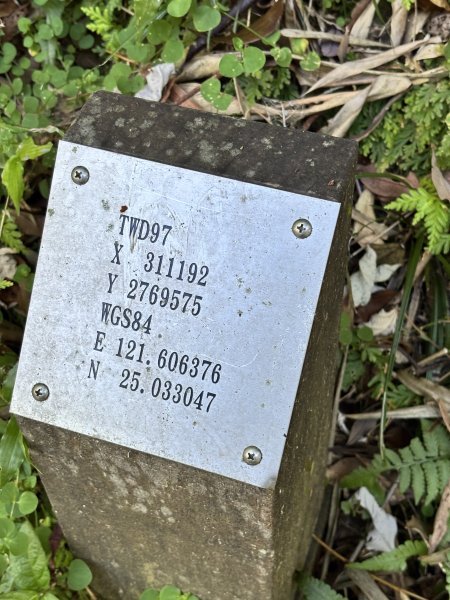 TWD97
X 311192
Y 2769575
WGS84
E 121.606376
N 25.033047